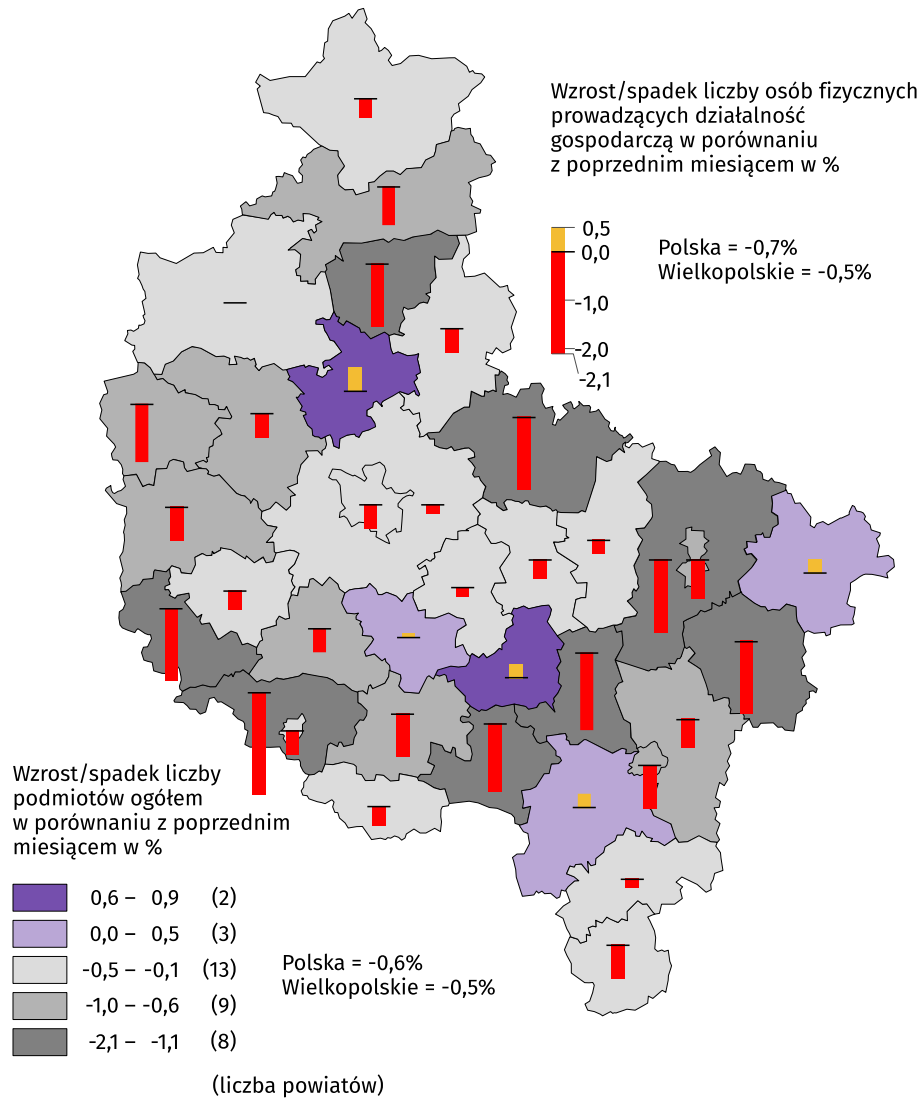 Wzrost/spadek liczby osób fizycznych
prowadzących działalność
gospodarczą w porównaniu
z poprzednim miesiącem w %
0,5
0,0
-1,0
-2,0
-2,1
Polska = -0,7%
Wielkopolskie = -0,5%
Wzrost/spadek liczby
podmiotów ogółem
w porównaniu z poprzednim
miesiącem w %
0,6 – 0,9 (2)
0,0 – 0,5 (3)
-0,5 – -0,1 (13)
-1,0 – -0,6 (9)
-2,1 – -1,1 (8)
(liczba powiatów)
Polska = -0,6%
Wielkopolskie = -0,5%